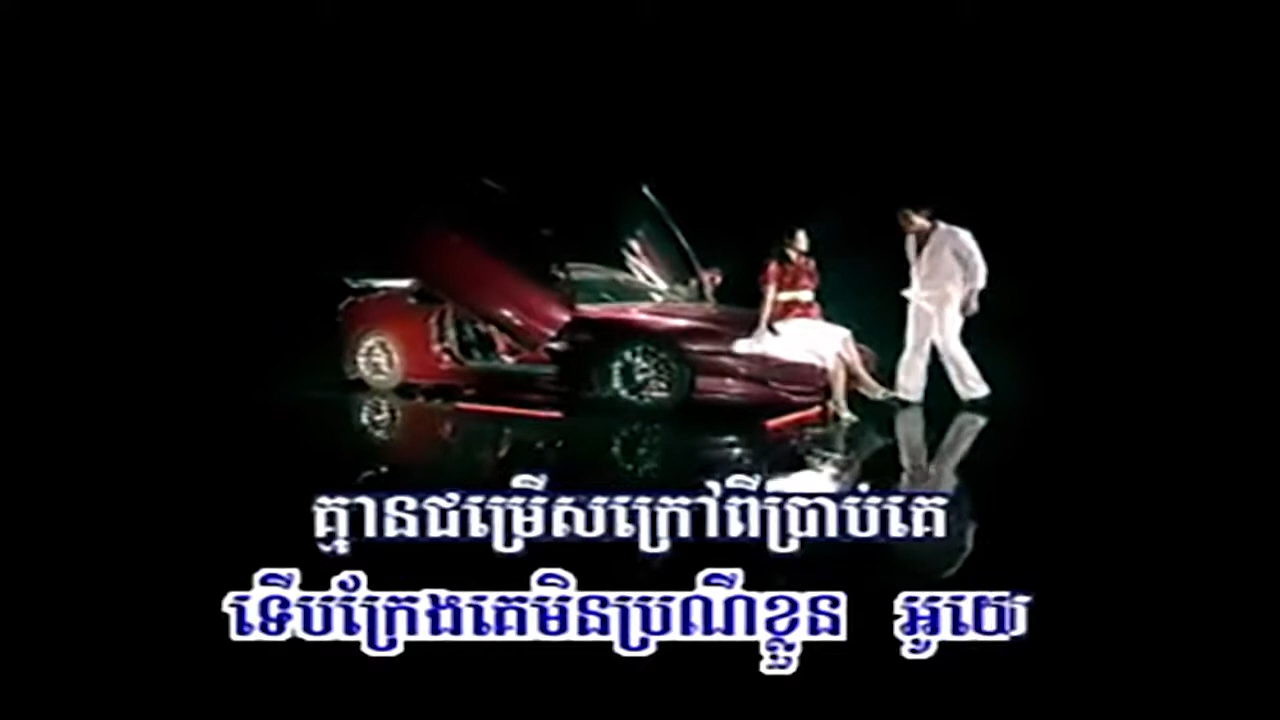 គ្មានជម្រើសក្រៅពីប្រាប់គេ
ទើបក្រែងគេមិនប្រណីខ្លួន អូយេ